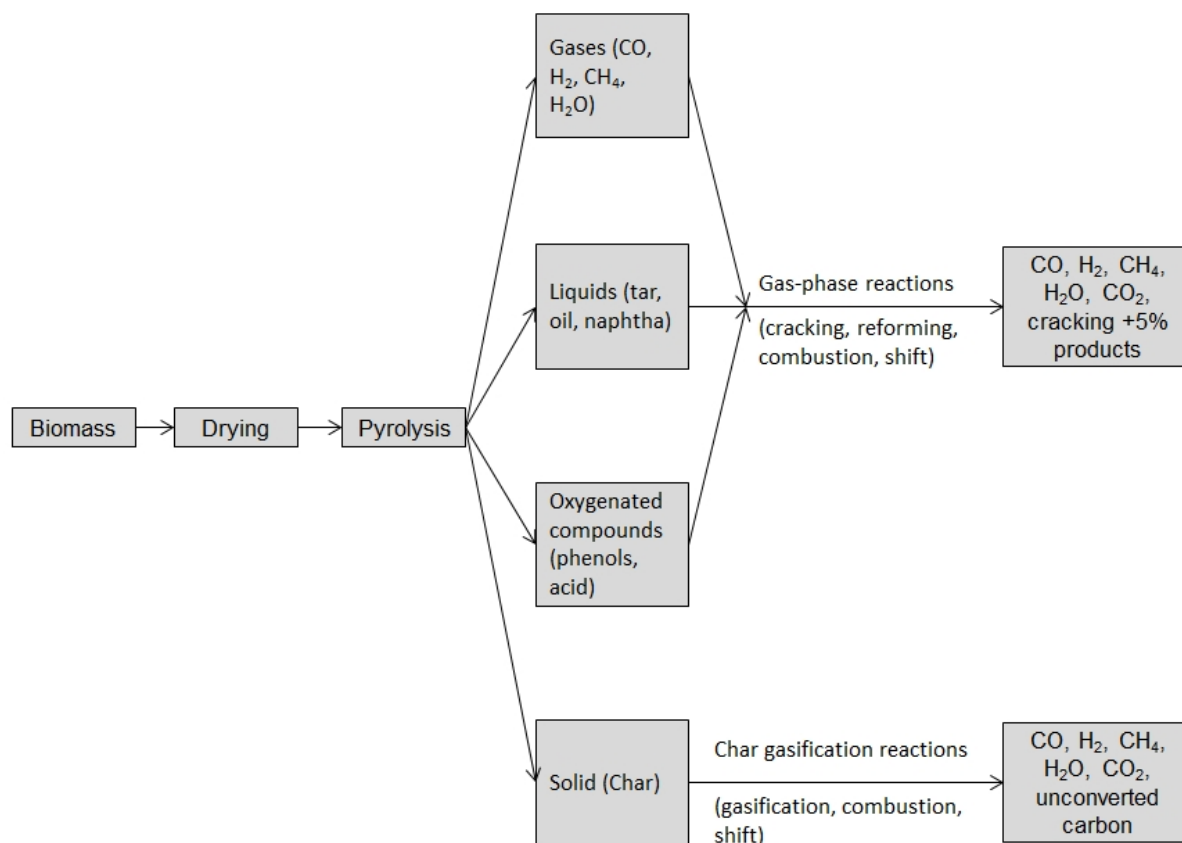 Gases (CO,
H₂, CH₄,
H₂O)
Liquids (tar,
oil, naphtha)
Gas-phase reactions
(cracking, reforming,
combustion, shift)
CO, H₂, CH₄,
H₂O, CO₂,
cracking +5%
products
Biomass
Drying
Pyrolysis
Oxygenated
compounds
(phenols,
acid)
Solid (Char)
Char gasification reactions
(gasification, combustion,
shift)
CO, H₂, CH₄,
H₂O, CO₂,
unconverted
carbon